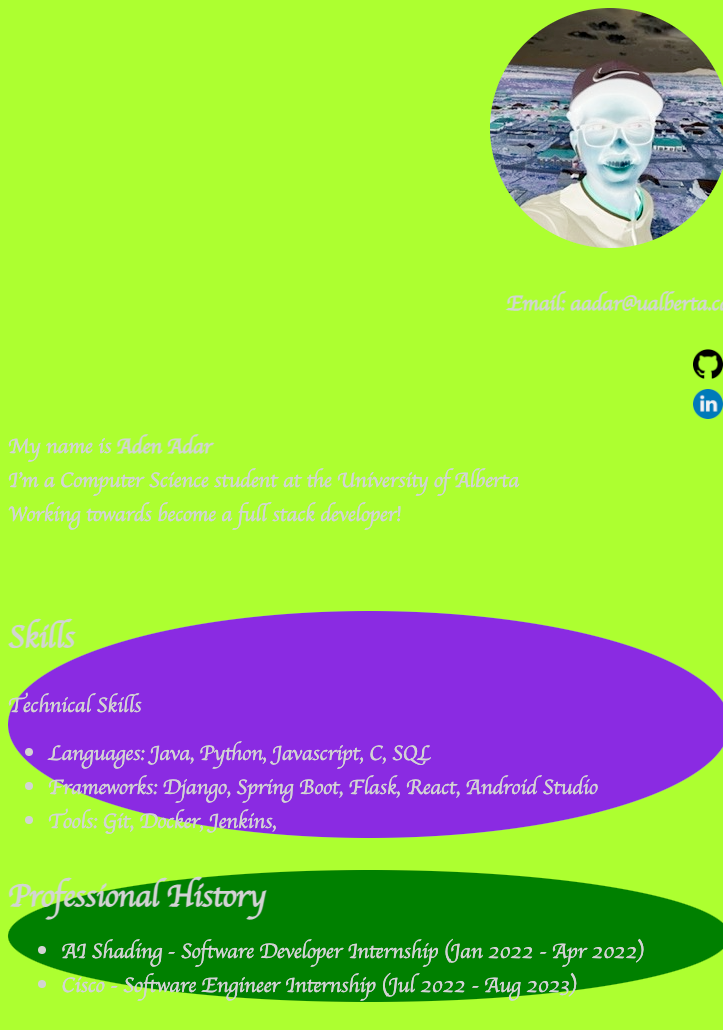 Email: aadar@ualberta.c
in
My name is Aden Adar
I'm a Computer Science student at the University of Alberta
Working towards become a full stack developer!
Skills
Technical Skills
Languages: Java, Python, Javascript, C, SQL
Frameworks: Django, Spring Boot, Flask, React, Android Studio
Tools: Git, Docker, Jenkins,
Professional History
AI Shading - Software Developer Internship (Jan 2022 - Apr 2022)
Cisco - Software Engineer Internship (Jul 2022 - Aug 2023)